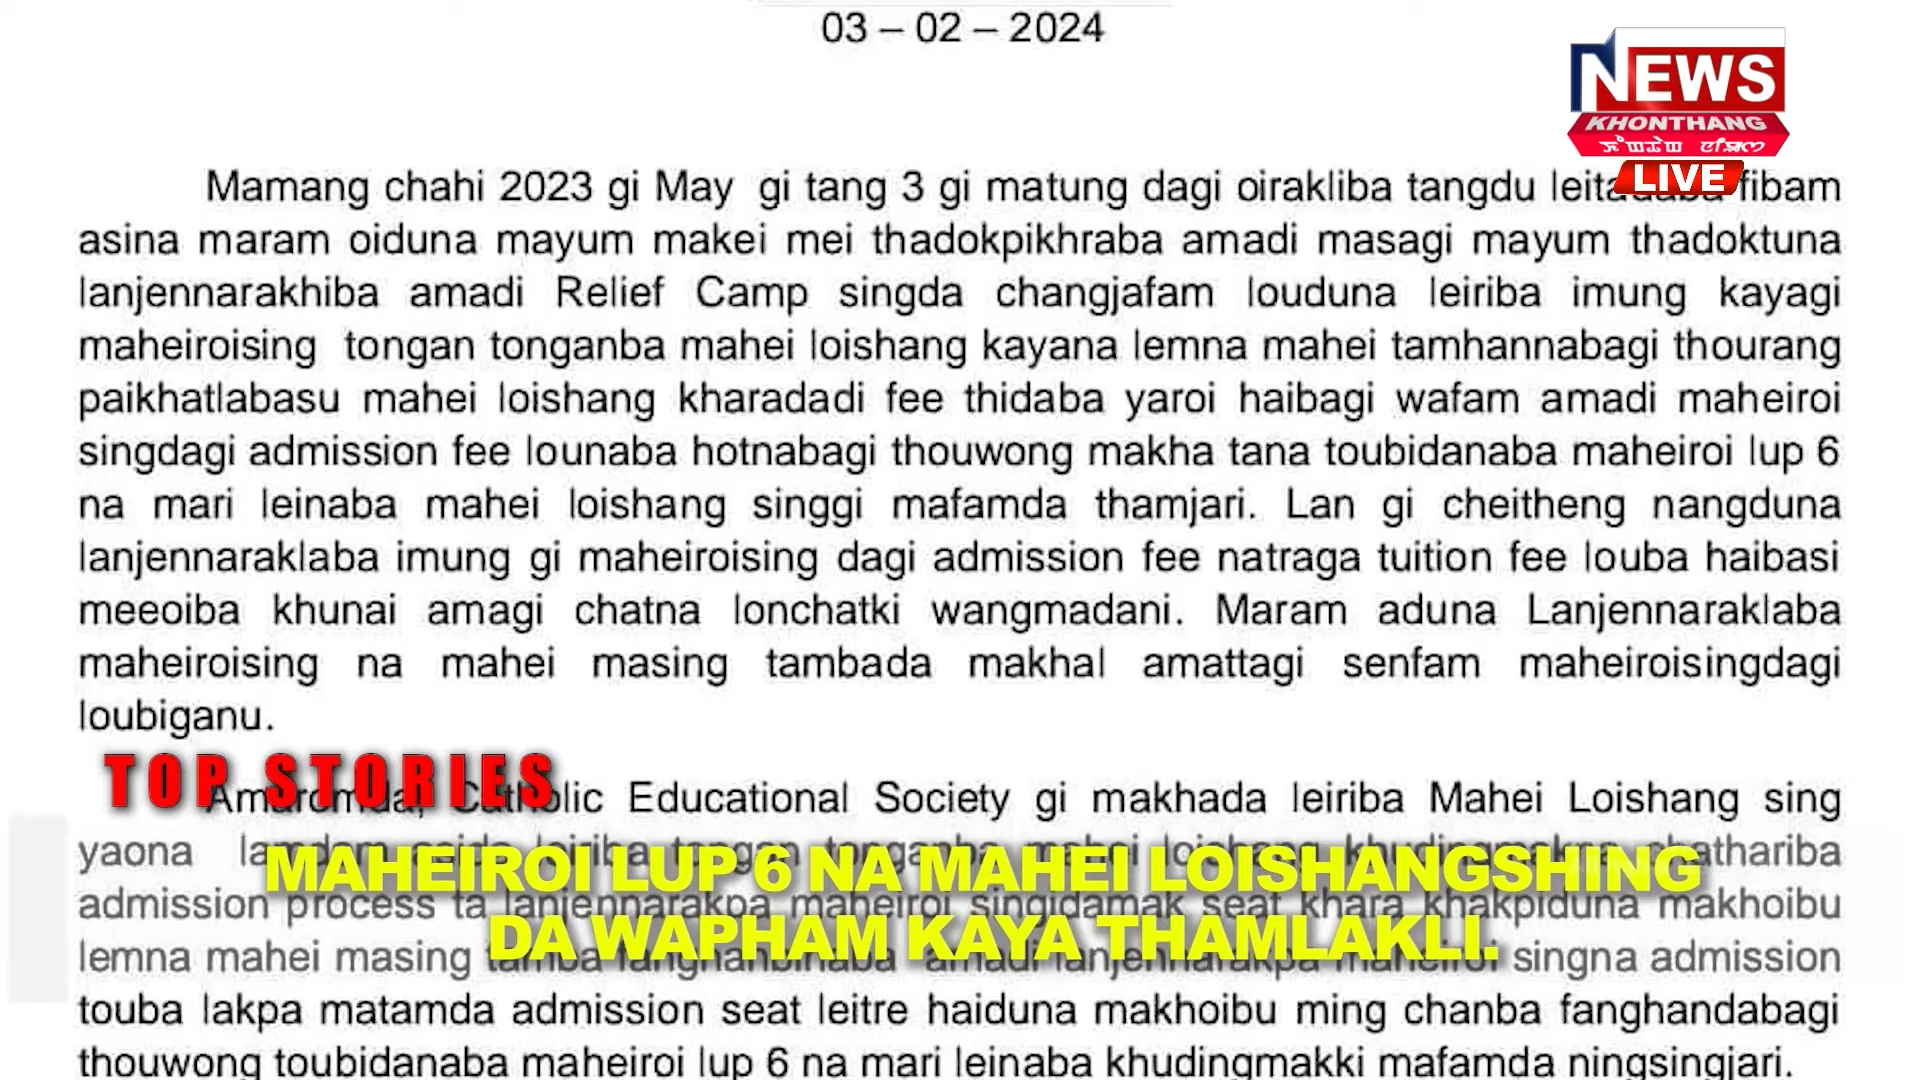 03 – 02 – 2024
NEWS
KHONTHANG
LIVE
Mamang chahi 2023 gi May gi tang 3 gi matung dagi oirakliba tangdu fibam
asina maram oiduna mayum makei mei thadokpikhraba amadi masagi mayum thadoktuna
lanjennarakhiba amadi Relief Camp singda changjafam louduna leiriba imung kayagi
maheiroising tongan tonganba mahei loishang kayana lemna mahei tamhannabagi thourang
paikhatlabasu mahei loishang kharadadi fee thidaba yaroi haibagi wafam amadi maheiroi
singdagi admission fee lounaba hotnabagi thouwong makha tana toubidanaba maheiroi lup 6
na mari leinaba mahei loishang singgi mafamda thamjari. Lan gi cheitheng nangduna
lanjennaraklaba imung gi maheiroising dagi admission fee natraga tuition fee louba haibasi
meeoiba khunai amagi chatna lonchatki wangmadani. Maram aduna Lanjennaraklaba
maheiroising na mahei masing tambada makhal amattagi senfam maheiroisingdagi
loubiganu.
TOP STORIES
Educational Society gi makhada leiriba Mahei Loishang sing
yaona
MAHEIROI LUP 6 NA MAHEI LOISHANGSHING
admission process ta lanjennarakpa maheiroi singidamak seat khara khakpiduna makhoibu
DA WAPHAM KAYA THAMLAKLI.
lemna mahei masing singna admission
touba lakpa matamda admission seat leitre haiduna makhoibu ming chanba fanghandabagi
thouwong toubidanaba maheiroi lup 6 na mari leinaba khudingmakki mafamda ningsingjari.